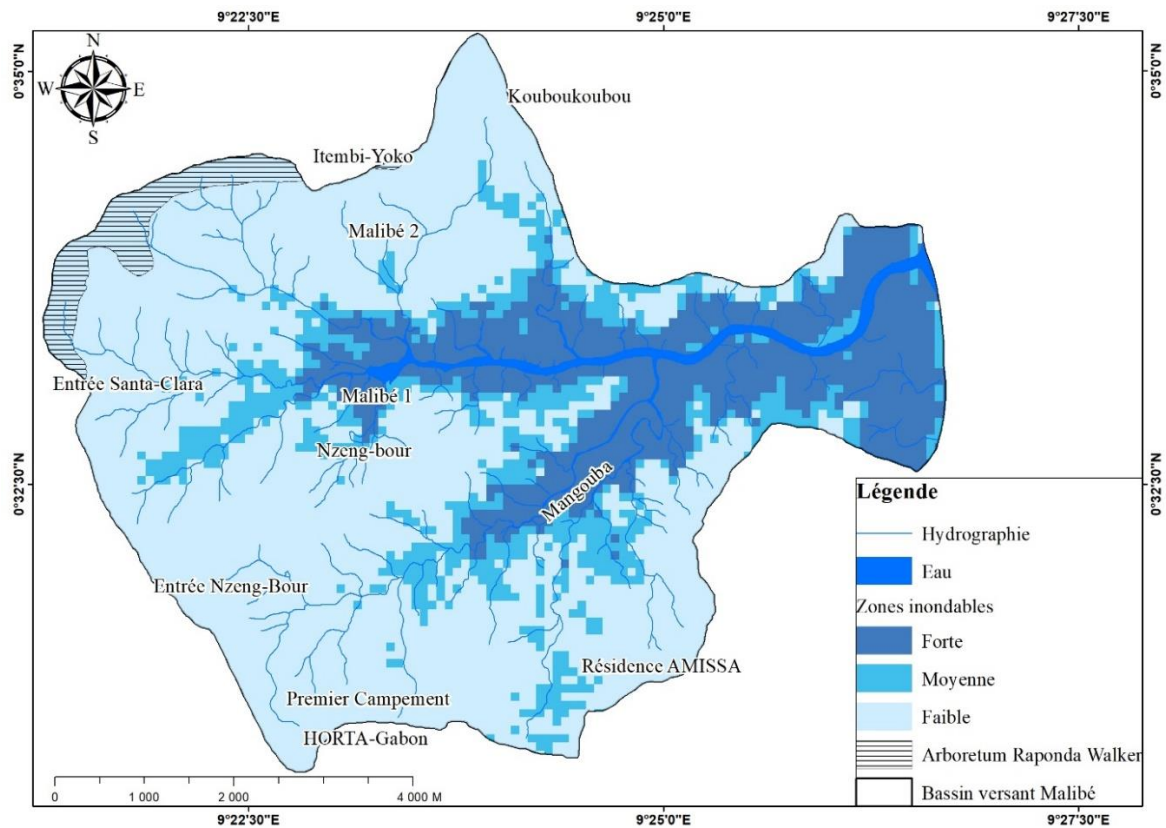 9°22'30"E
9°25'0"E
9°27'30"E
0°35'0"N
0°35'0"N
N
W
E
S
Kouboukoubou
Itembi-Yoko
Malibé 2
Entrée Santa-Clara
Malibé 1
Nzeng-bour
Mangouba
0°32'30"N
0°32'30"N
Entrée Nzeng-Bour
Résidence AMISSA
Premier Campement
HORTA-Gabon
Légende
Hydrographie
Eau
Zones inondables
Forte
Moyenne
Faible
Arboretum Raponda Walker
Bassin versant Malibé
0 1 000 2 000 4 000 M
9°22'30"E
9°25'0"E
9°27'30"E